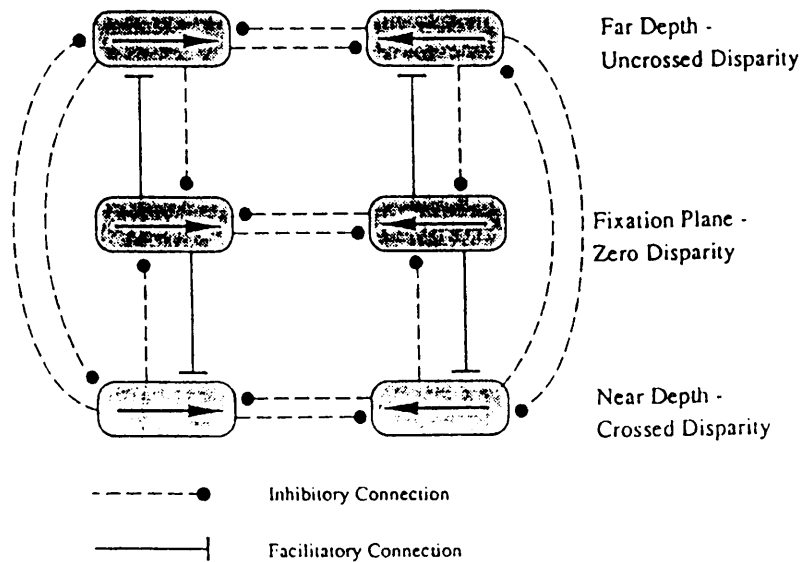 Far Depth -
Uncrossed Disparity
Fixation Plane -
Zero Disparity
Near Depth -
Crossed Disparity
Inhibitory Connection
Facilitatory Connection